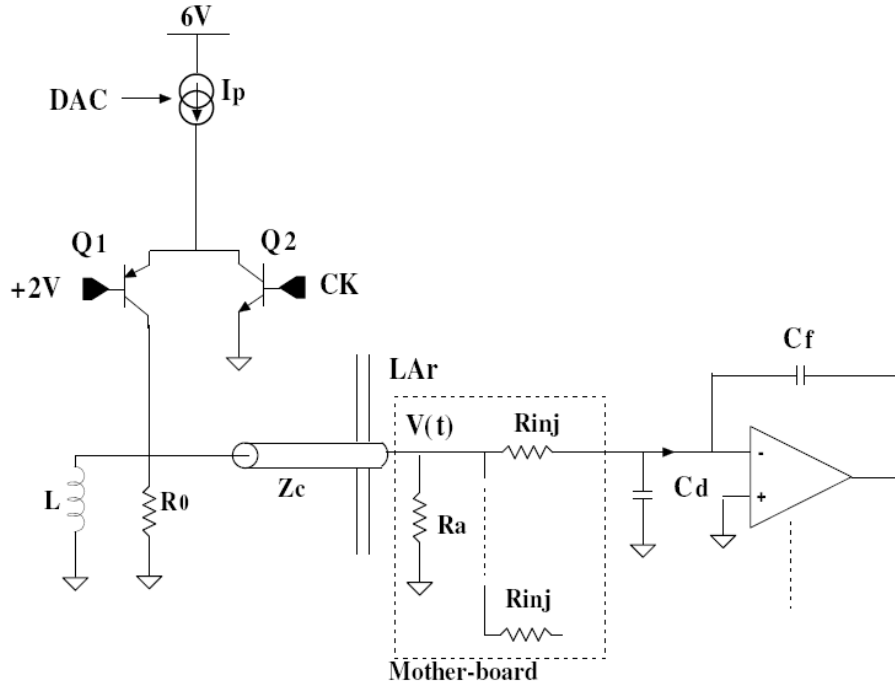 6V
DAC
Ip
Q1
Q2
+2V
CK
LAr
Cf
V(t)
Rinj
-
Zc
Cd
+
L
R0
Ra
Rinj
Mother-board